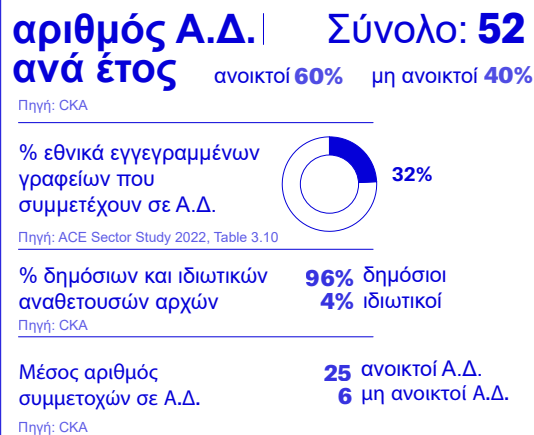 αριθμός Α.Δ. Σύνολο: 52
ανά έτος ανοικτοί 60% μη ανοικτοί 40%
Πηγή: CKA
% εθνικά εγγεγραμμένων
γραφείων που
συμμετέχουν σε Α.Δ.
32%
Πηγή: ACE Sector Study 2022, Table 3.10
% δημόσιων και ιδιωτικών 96% δημόσιοι
αναθετουσών αρχών 4% ιδιωτικοί
Πηγή: CKA
Μέσος αριθμός 25 ανοικτοί Α.Δ.
συμμετοχών σε Α.Δ. 6 μη ανοικτοί Α.Δ.
Πηγή: CKA